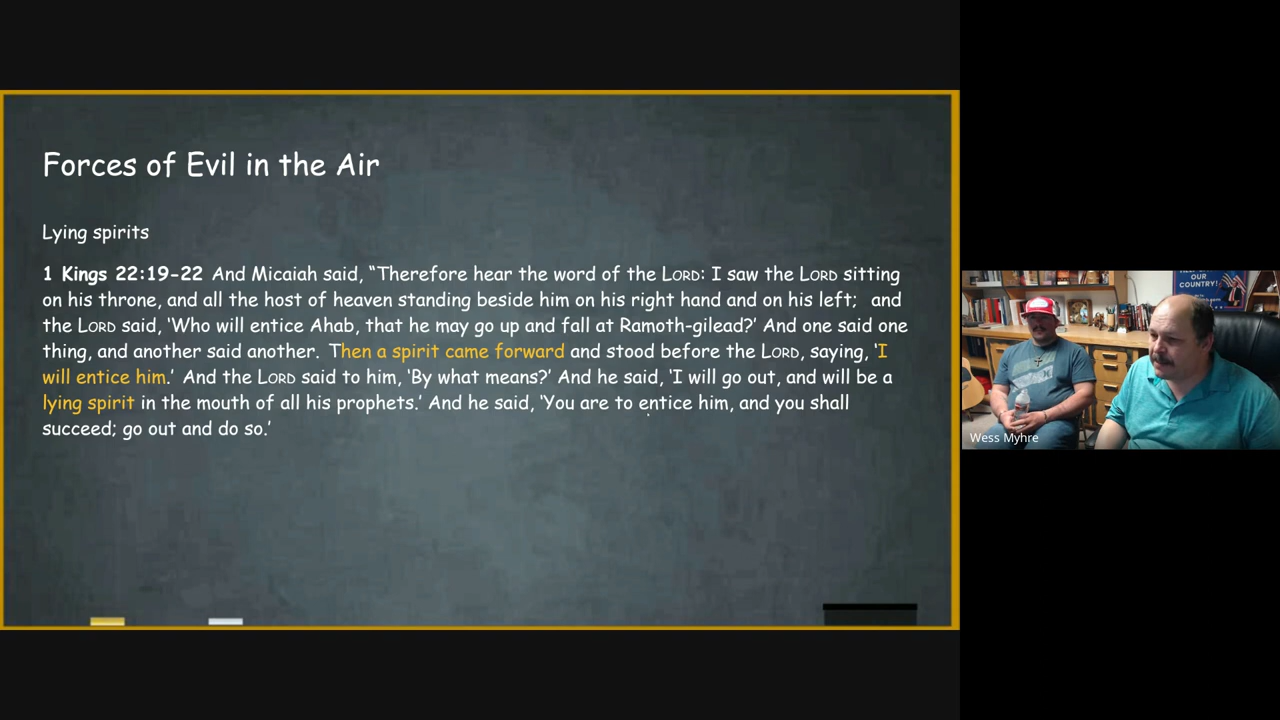 Forces of Evil in the Air
Lying spirits
1 Kings 22:19-22 And Micaiah said, “Therefore hear the word of the LORD: I saw the LORD sitting
on his throne, and all the host of heaven standing beside him on his right hand and on his left;  and
the LORD said, ‘Who will entice Ahab, that he may go up and fall at Ramoth-gilead?’ And one said one
thing, and another said another.  Then a spirit came forward and stood before the LORD, saying, ‘I
will entice him.’  And the LORD said to him, ‘By what means?’ And he said, ‘I will go out, and will be a
lying spirit in the mouth of all his prophets.’ And he said, ‘You are to entice him, and you shall
succeed; go out and do so.’
OUR
COUNTRY!
Wess Myhre